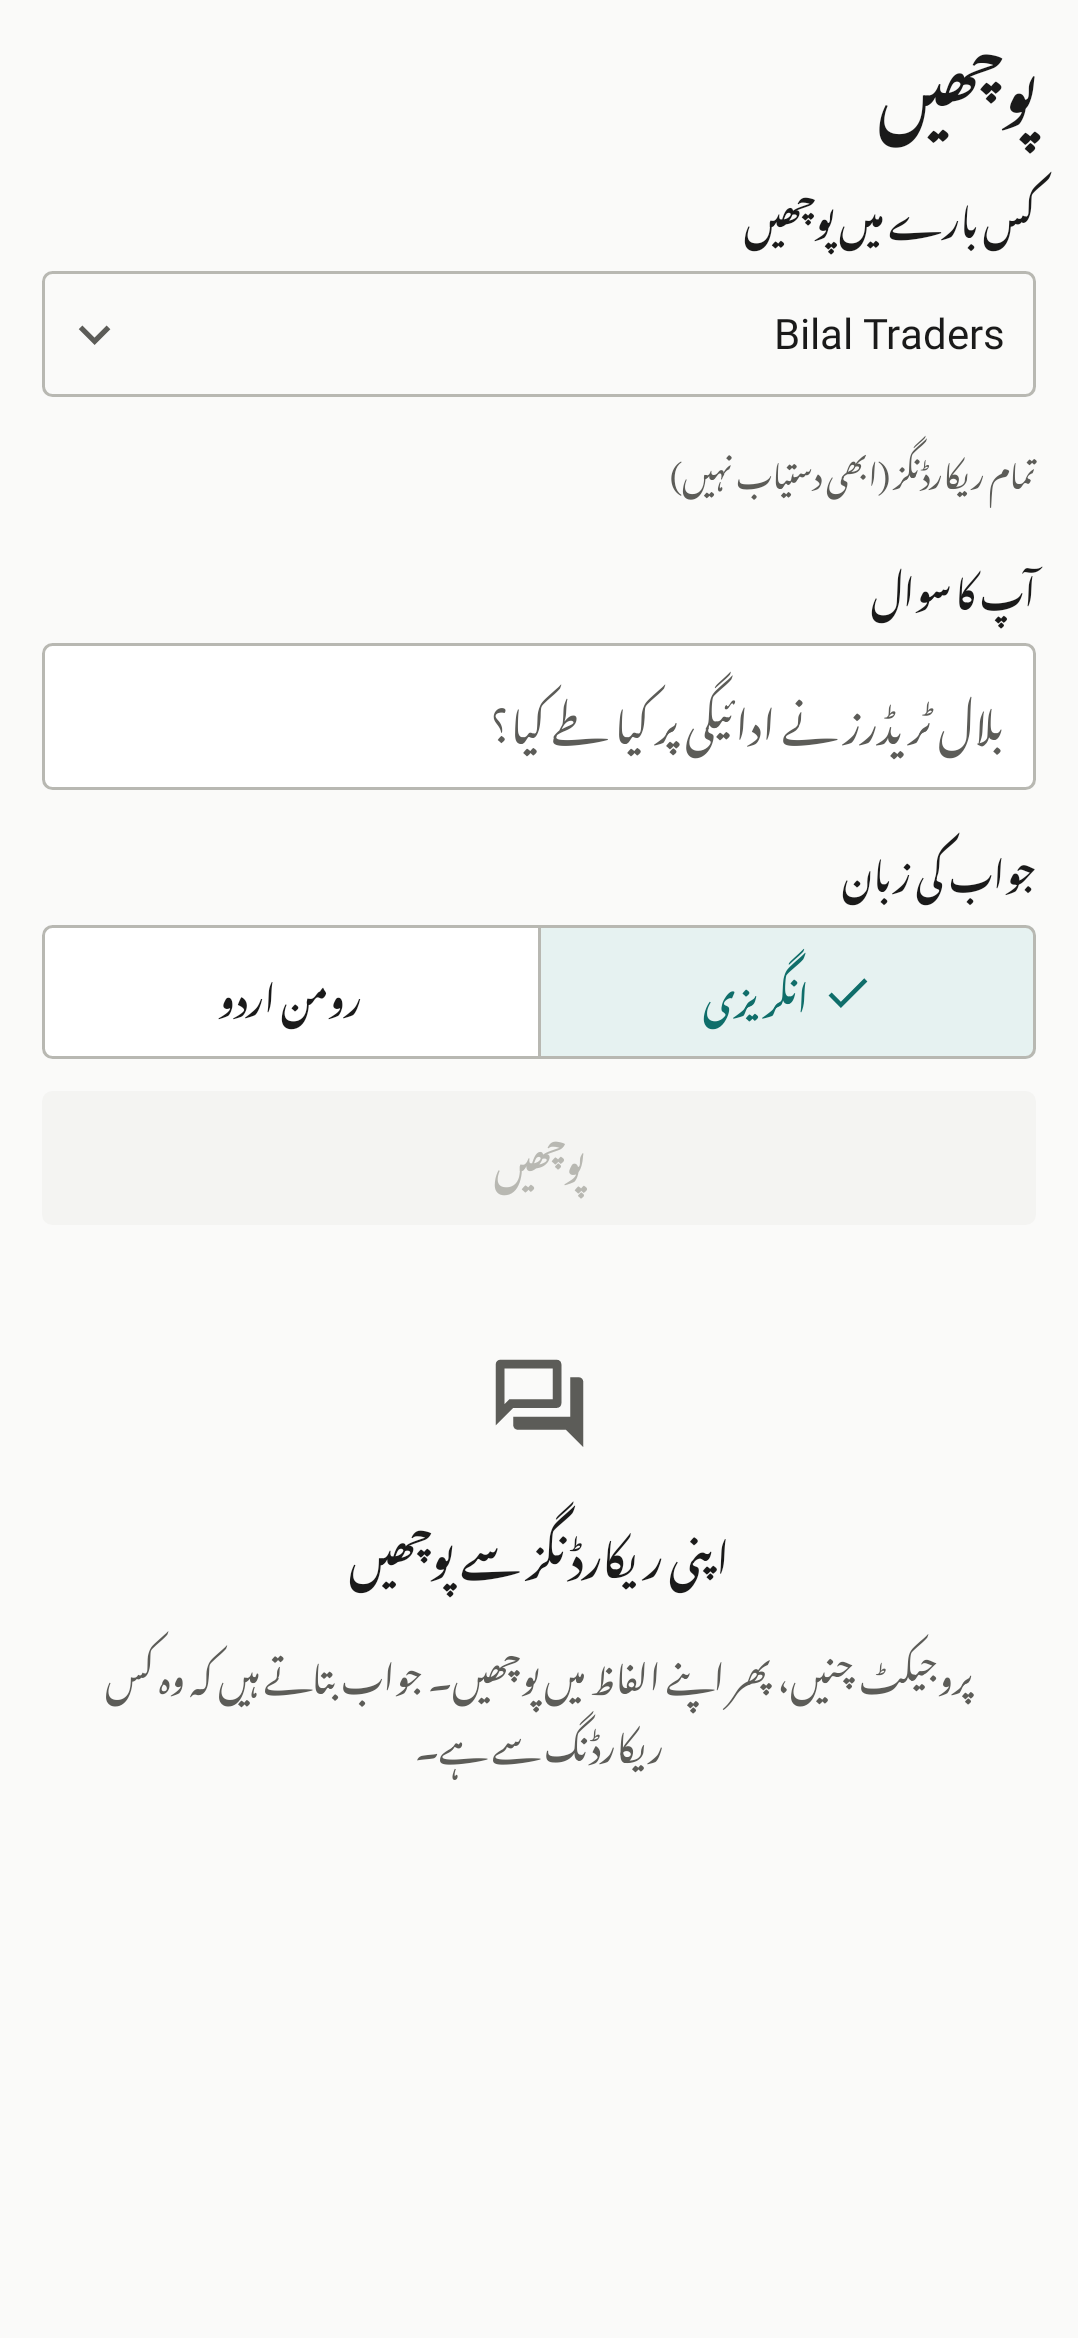 پوچھیں
کس بارے میں پوچھیں
Bilal Traders
تمام ریکارڈنگز (ابھی دستیاب نہیں)
آپ کا سوال
بلال ٹریڈرز نے ادائیگی پر کیا طے کیا؟
جواب کی زبان
انگریزی
رومن اردو
پوچھیں
اپنی ریکارڈنگز سے پوچھیں
پروجیکٹ چنیں، پھر اپنے الفاظ میں پوچھیں۔ جواب بتاتے ہیں کہ وہ کس
ریکارڈنگ سے ہے۔